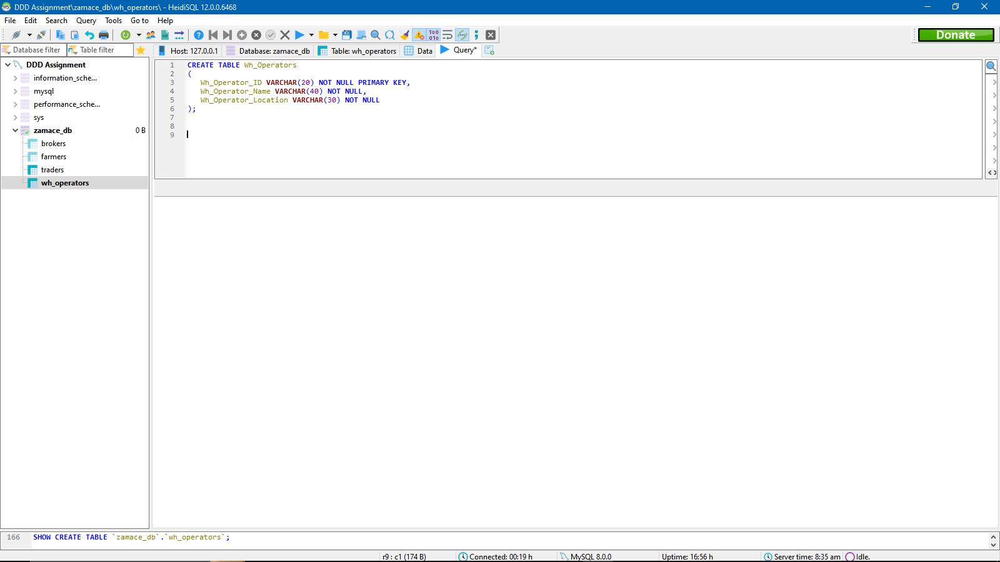 HS DDD Assignment\zamace_db\wh_operators\ - HeidiSQL 12.0.0.6468
File Edit Search Query Tools Go to Help
Donate
Database filter Table filter
Host: 127.0.0.1 Database: zamace_db Table: wh_operators Data Query*
DDD Assignment
information_sche...
mysql
performance_sche...
sys
zamace_db 0 B
brokers
farmers
traders
wh_operators
1 CREATE TABLE Wh_Operators
2 (
3 Wh_Operator_ID VARCHAR(20) NOT NULL PRIMARY KEY,
4 Wh_Operator_Name VARCHAR(40) NOT NULL,
5 Wh_Operator_Location VARCHAR(30) NOT NULL
6 );
7
8
9
166 SHOW CREATE TABLE `zamace_db`.`wh_operators`;
r9 : c1 (174 B) Connected: 00:19 h MySQL 8.0.0 Uptime: 16:56 h Server time: 8:35 am Idle.